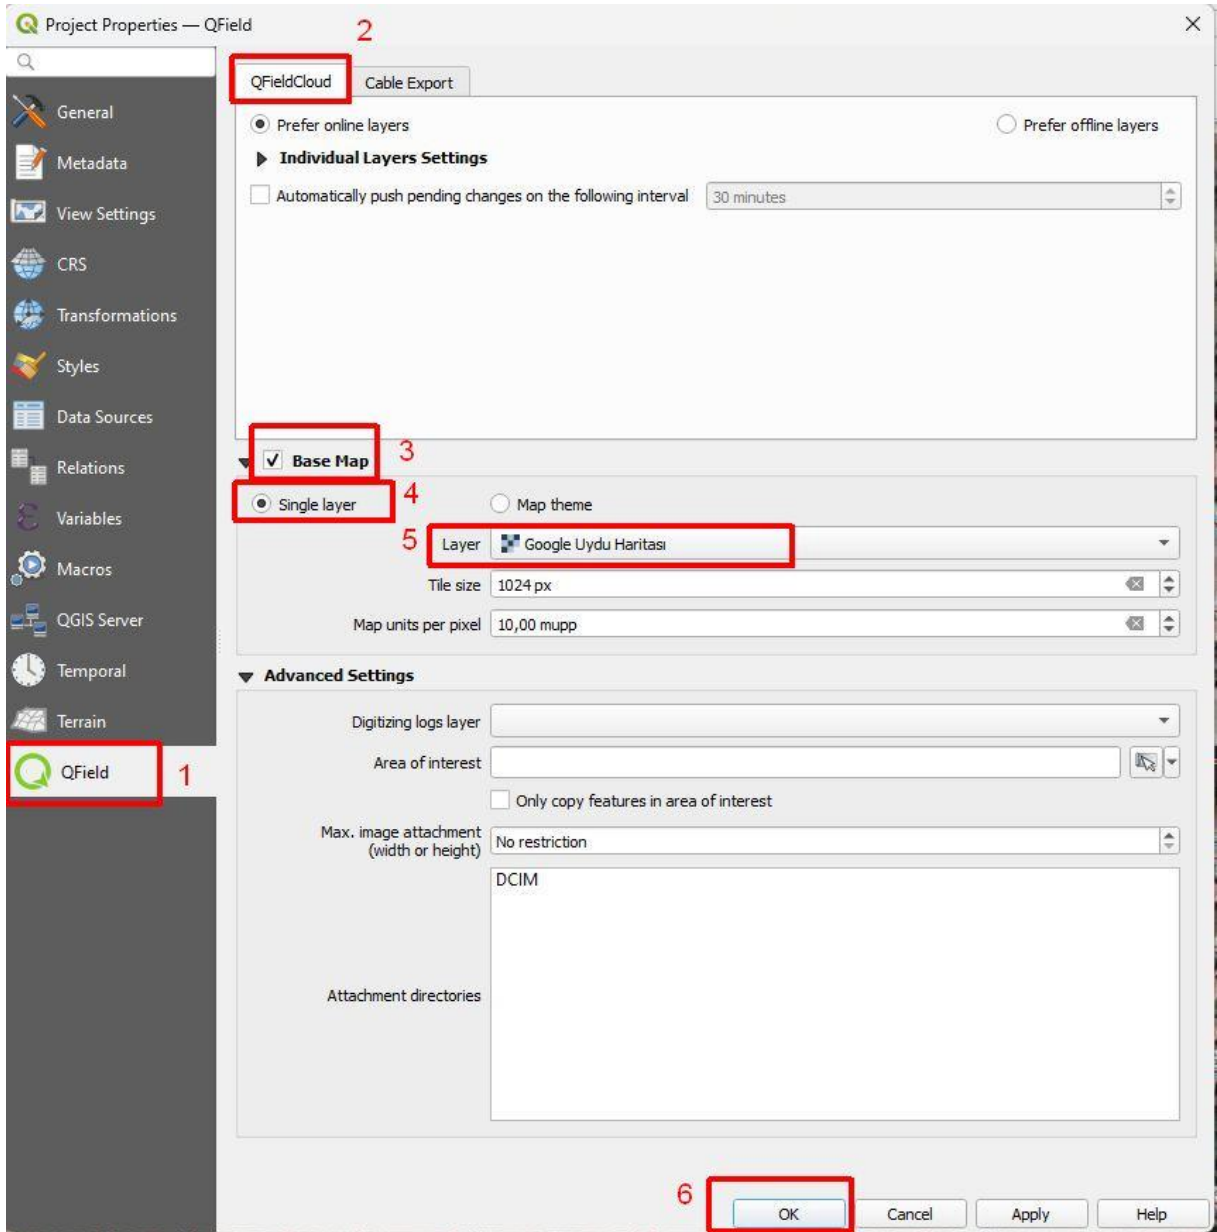 Project Properties — QField
2
QFieldCloud
Cable Export
General
Metadata
View Settings
CRS
Transformations
Styles
Data Sources
Relations
Variables
Macros
QGIS Server
Temporal
Terrain
QField
1
Prefer online layers
Prefer offline layers
Individual Layers Settings
Automatically push pending changes on the following interval
30 minutes
Base Map
3
Single layer
4
Map theme
5
Layer
Google Uydu Haritası
Tile size
1024 px
Map units per pixel
10,00 mupp
Advanced Settings
Digitizing logs layer
Area of interest
Only copy features in area of interest
Max. image attachment
(width or height)
No restriction
DCIM
Attachment directories
6
OK
Cancel
Apply
Help